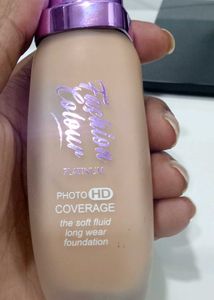 Fashion
Colour
PLATINUM
PHOTO HD
COVERAGE
the soft fluid
long wear
foundation